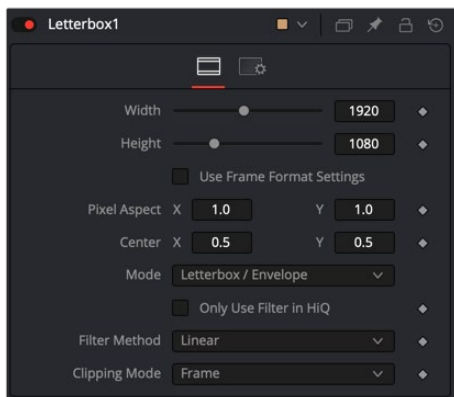 Letterbox1
Width 1920
Height 1080
Use Frame Format Settings
Pixel Aspect X 1.0 Y 1.0
Center X 0.5 Y 0.5
Mode Letterbox / Envelope
Only Use Filter in HiQ
Filter Method Linear
Clipping Mode Frame